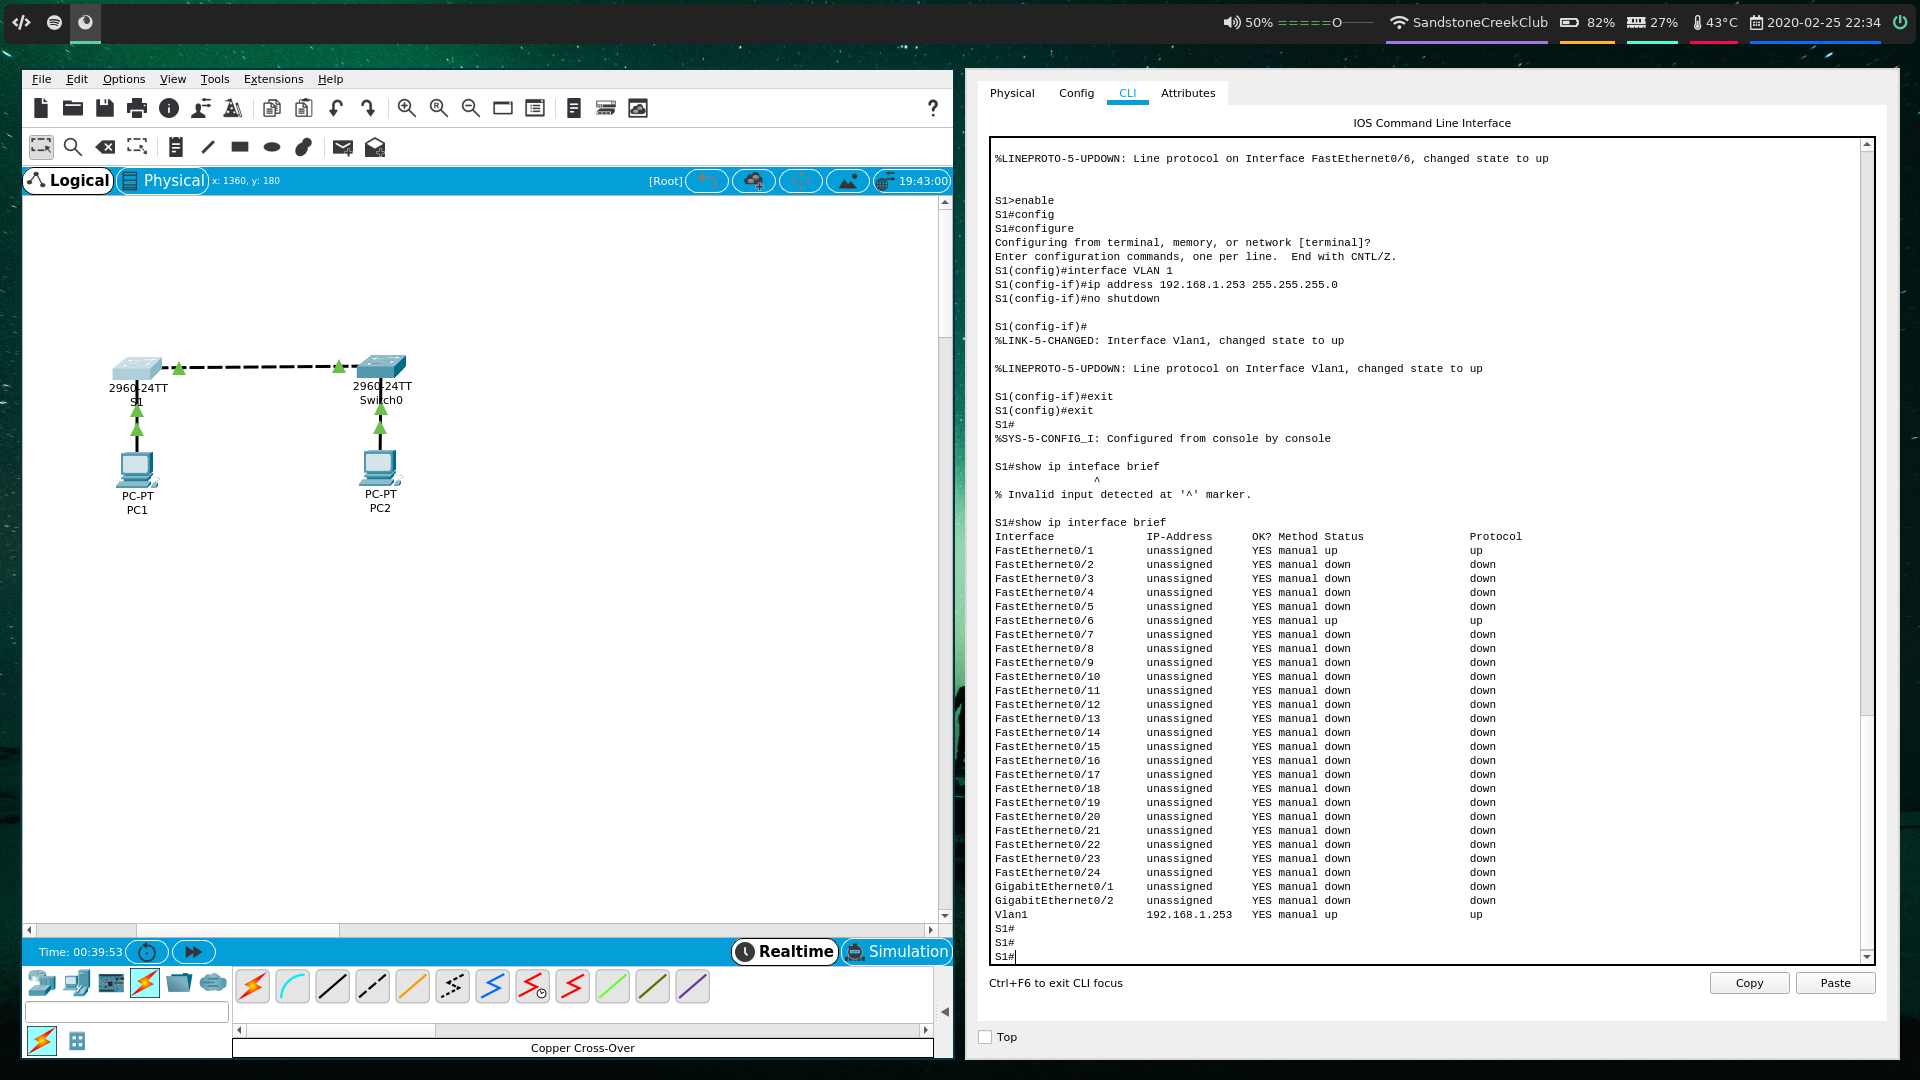 50% =====O
SandstoneCreekClub
82%
27%
43°C
2020-02-25 22:34
File Edit Options View Tools Extensions Help
?
Logical Physical x: 1360, y: 180 [Root] 19:43:00
2960-24TT
S1
2960-24TT
Switch0
PC-PT
PC1
PC-PT
PC2
Time: 00:39:53 Realtime Simulation
Copper Cross-Over
Physical Config CLI Attributes
IOS Command Line Interface
%LINEPROTO-5-UPDOWN: Line protocol on Interface FastEthernet0/6, changed state to up
S1>enable
S1#config
S1#configure
Configuring from terminal, memory, or network [terminal]?
Enter configuration commands, one per line.  End with CNTL/Z.
S1(config)#interface VLAN 1
S1(config-if)#ip address 192.168.1.253 255.255.255.0
S1(config-if)#no shutdown
S1(config-if)#
%LINK-5-CHANGED: Interface Vlan1, changed state to up
%LINEPROTO-5-UPDOWN: Line protocol on Interface Vlan1, changed state to up
S1(config-if)#exit
S1(config)#exit
S1#
%SYS-5-CONFIG_I: Configured from console by console
S1#show ip inteface brief
^
% Invalid input detected at '^' marker.
S1#show ip interface brief
Interface IP-Address OK? Method Status Protocol
FastEthernet0/1 unassigned YES manual up up
FastEthernet0/2 unassigned YES manual down down
FastEthernet0/3 unassigned YES manual down down
FastEthernet0/4 unassigned YES manual down down
FastEthernet0/5 unassigned YES manual down down
FastEthernet0/6 unassigned YES manual up up
FastEthernet0/7 unassigned YES manual down down
FastEthernet0/8 unassigned YES manual down down
FastEthernet0/9 unassigned YES manual down down
FastEthernet0/10 unassigned YES manual down down
FastEthernet0/11 unassigned YES manual down down
FastEthernet0/12 unassigned YES manual down down
FastEthernet0/13 unassigned YES manual down down
FastEthernet0/14 unassigned YES manual down down
FastEthernet0/15 unassigned YES manual down down
FastEthernet0/16 unassigned YES manual down down
FastEthernet0/17 unassigned YES manual down down
FastEthernet0/18 unassigned YES manual down down
FastEthernet0/19 unassigned YES manual down down
FastEthernet0/20 unassigned YES manual down down
FastEthernet0/21 unassigned YES manual down down
FastEthernet0/22 unassigned YES manual down down
FastEthernet0/23 unassigned YES manual down down
FastEthernet0/24 unassigned YES manual down down
GigabitEthernet0/1 unassigned YES manual down down
GigabitEthernet0/2 unassigned YES manual down down
Vlan1 192.168.1.253 YES manual up up
S1#
S1#
S1#
Ctrl+F6 to exit CLI focus
Copy Paste
Top